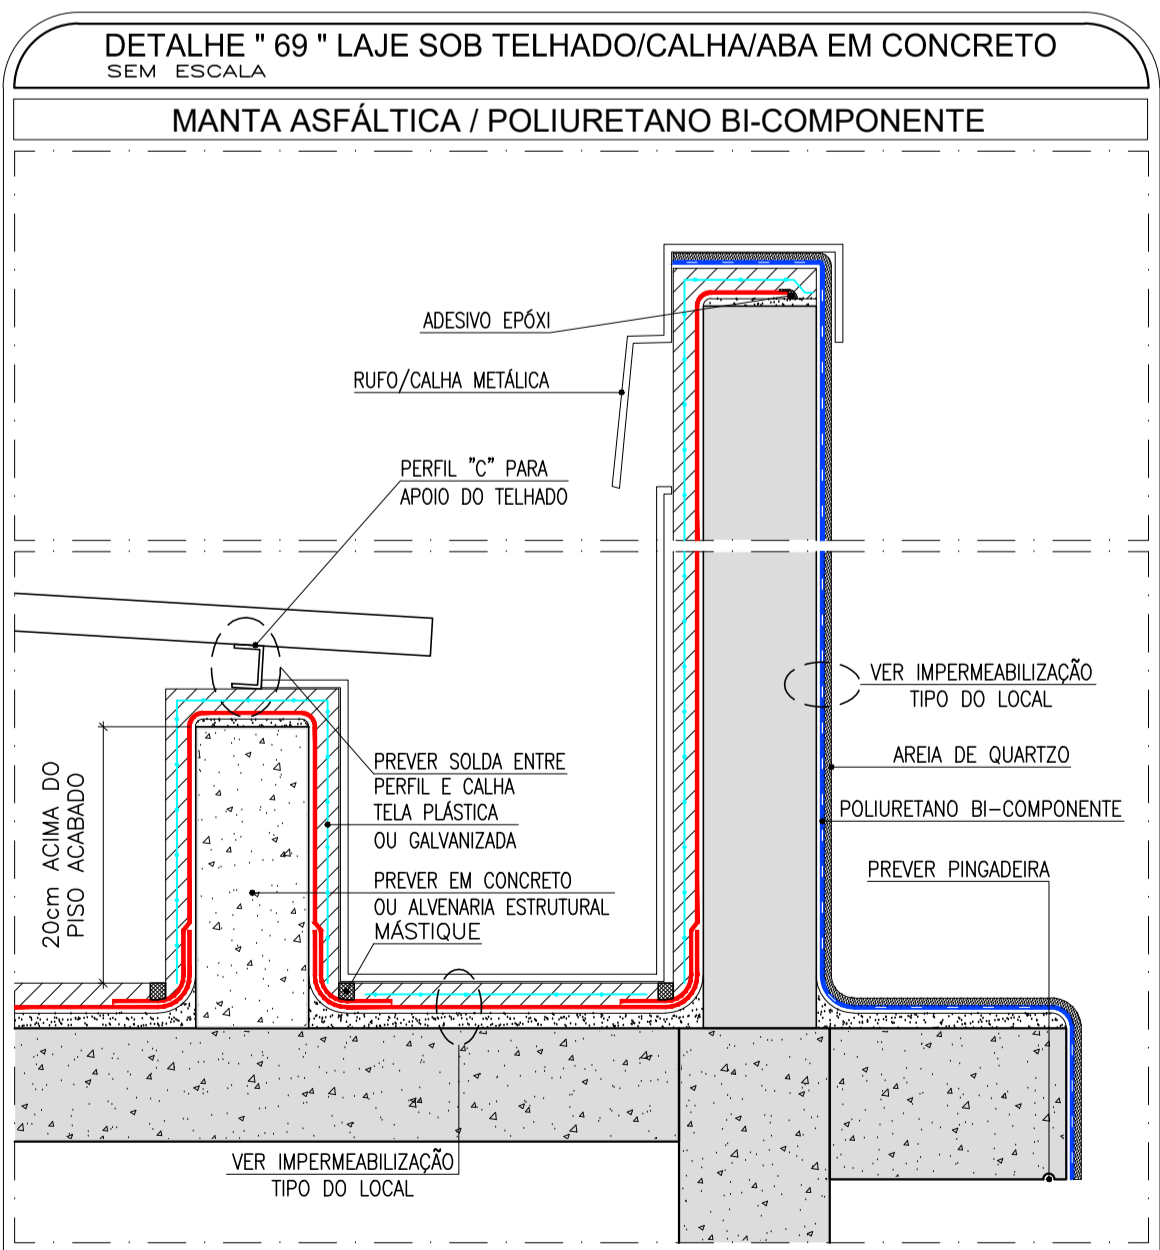 DETALHE " 69 " LAJE SOB TELHADO/CALHA/ABA EM CONCRETO
SEM ESCALA
MANTA ASFÁLTICA / POLIURETANO BI-COMPONENTE
ADESIVO EPÓXI
RUFO/CALHA METÁLICA
PERFIL "C" PARA
APOIO DO TELHADO
VER IMPERMEABILIZAÇÃO
TIPO DO LOCAL
AREIA DE QUARTZO
POLIURETANO BI-COMPONENTE
PREVER PINGADEIRA
PREVER SOLDA ENTRE
PERFIL E CALHA
TELA PLÁSTICA
OU GALVANIZADA
PREVER EM CONCRETO
OU ALVENARIA ESTRUTURAL
MÁSTIQUE
20cm ACIMA DO
PISO ACABADO
VER IMPERMEABILIZAÇÃO
TIPO DO LOCAL